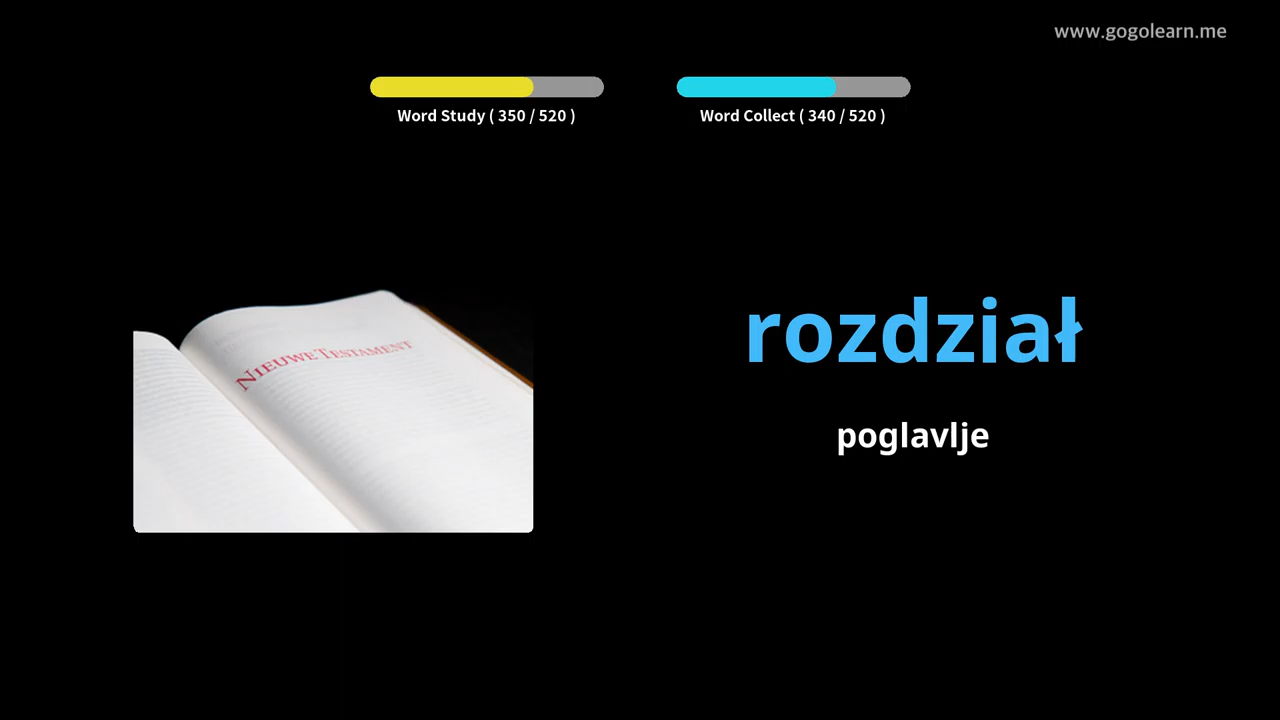 www.gogolearn.me
Word Study ( 350 / 520 )
Word Collect ( 340 / 520 )
NIEUWE TESTAMENT
rozdział
poglavlje